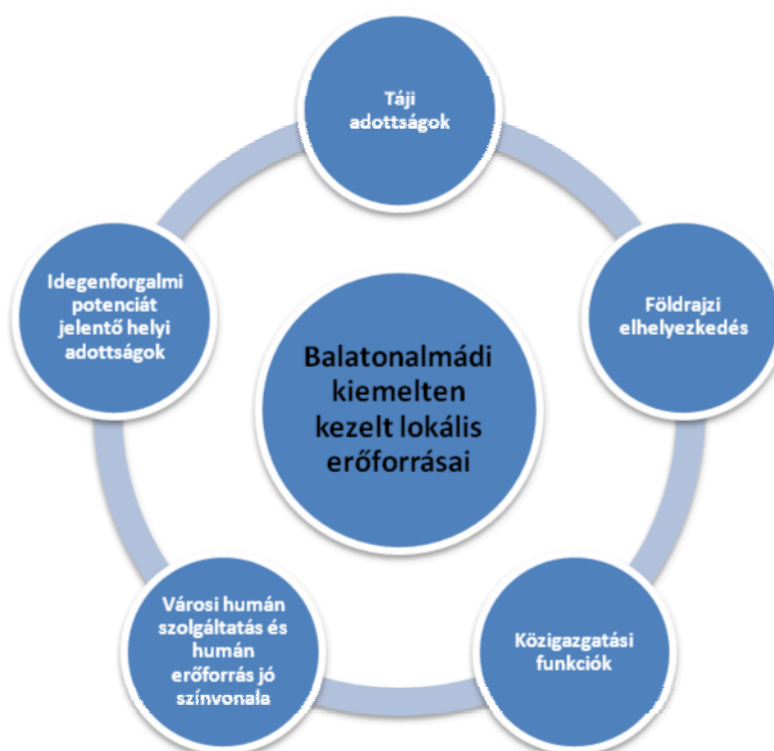 Táji
adottságok
Földrajzi
elhelyezkedés
Közigazgatási
funkciók
Városi humán
szolgáltatás és
humán
erőforrás jó
színvonala
Idegenforgalmi
potenciát
jelentő helyi
adottságok
Balatonalmádi
kiemelten
kezelt lokális
erőforrásai